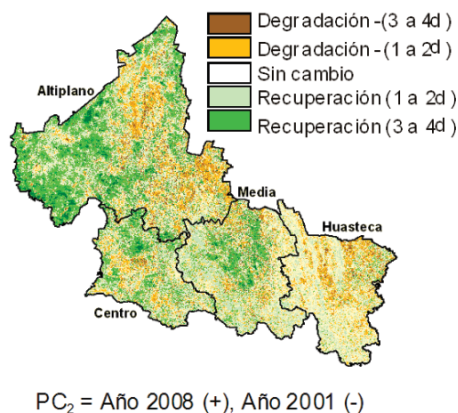 Degradación -(3 a 4d)
Degradación -(1 a 2d)
Sin cambio
Recuperación (1 a 2d)
Recuperación (3 a 4d)
Altiplano
Media
Huasteca
Centro
PC₂ = Año 2008 (+), Año 2001 (-)